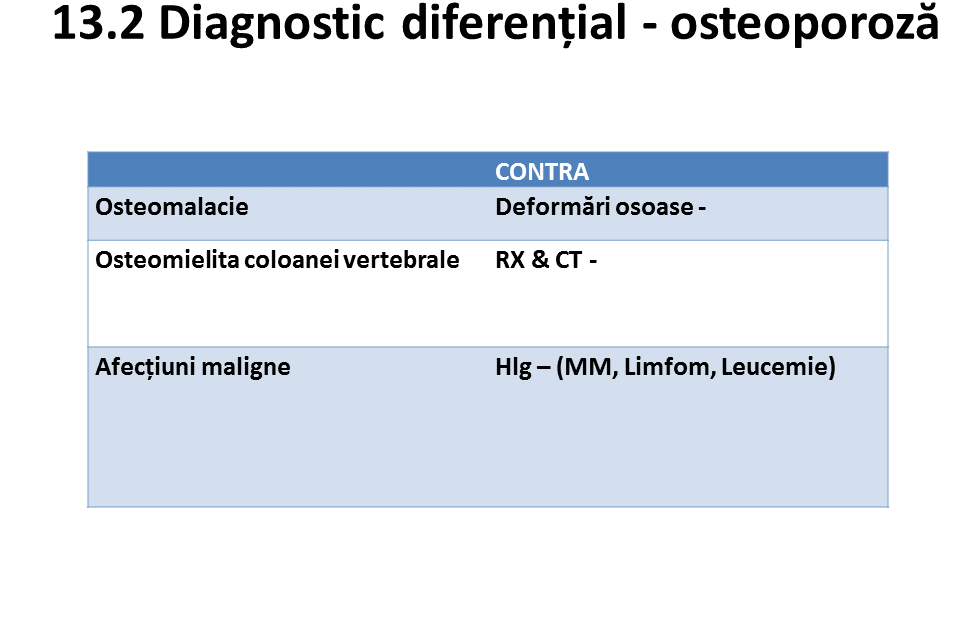 13.2 Diagnostic diferențial - osteoporoză
CONTRA
Osteomalacie Deformări osoase -
Osteomielita coloanei vertebrale RX & CT -
Afecțiuni maligne Hlg – (MM, Limfom, Leucemie)